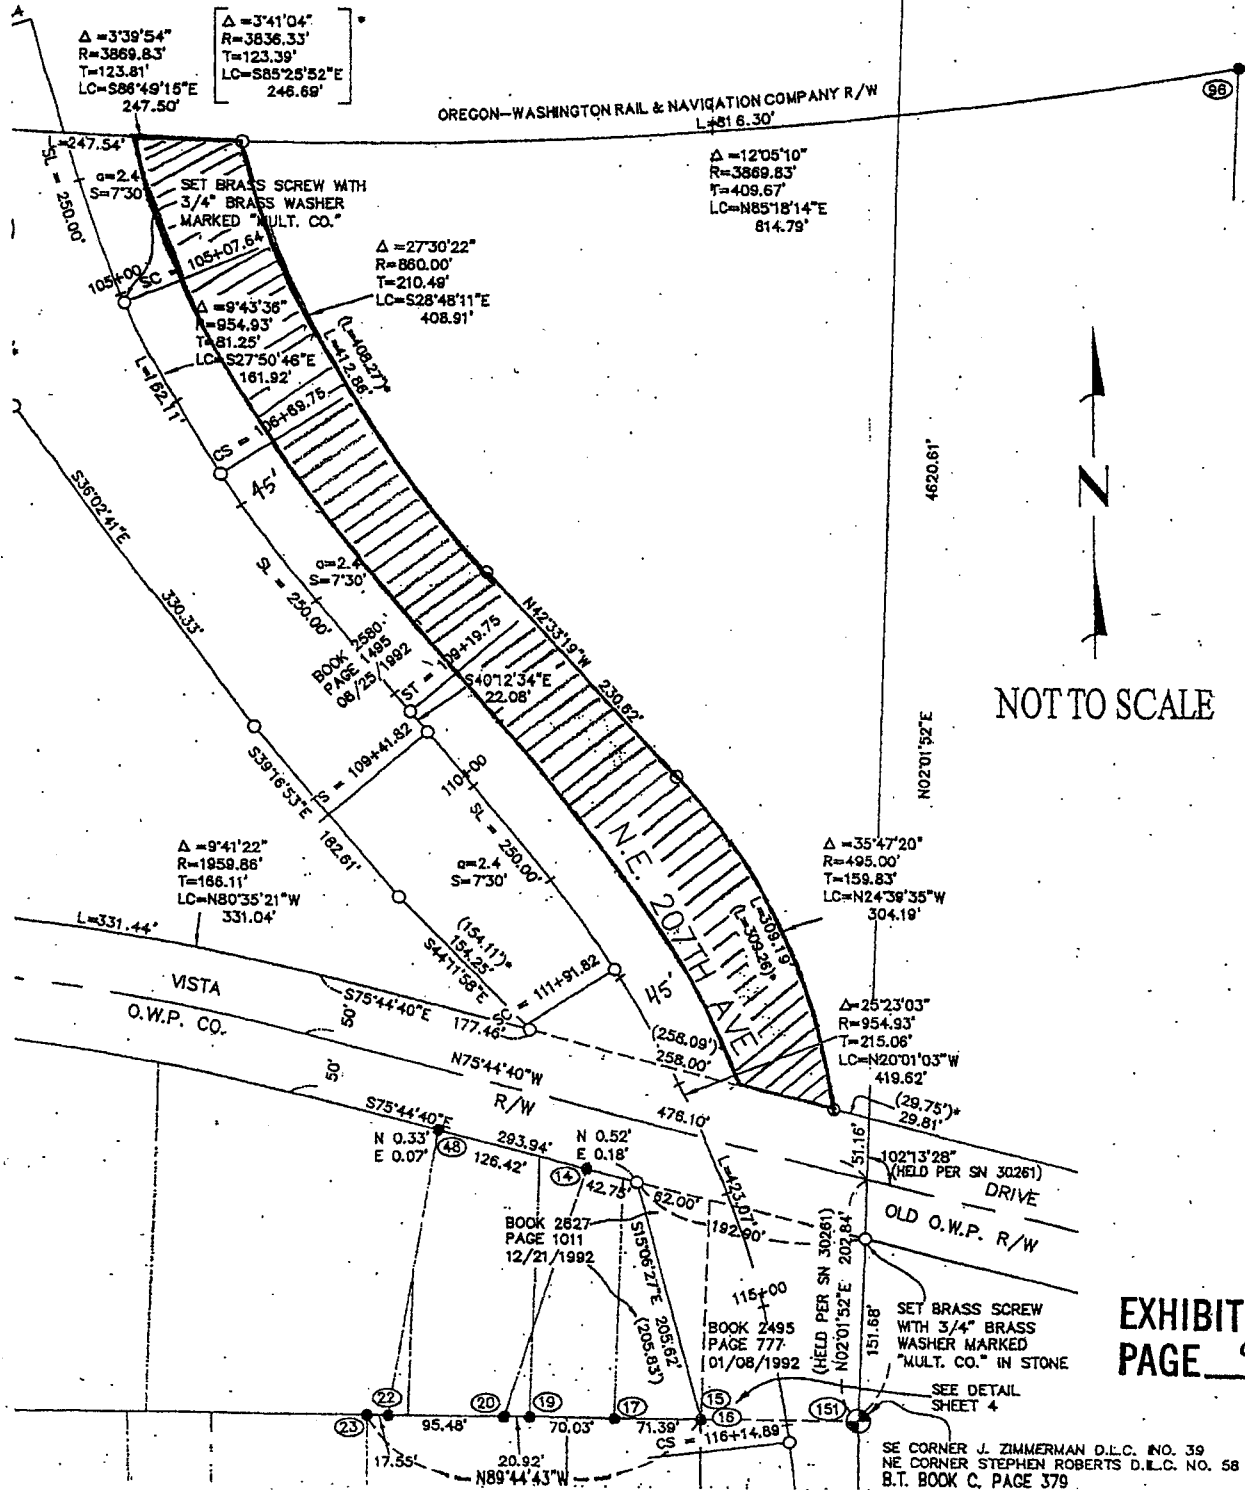 Δ =3°39'54"
R=3869.83'
T=123.81'
LC=S86°49'15"E
247.50'
Δ =3°41'04"
R=3836.33'
T=123.39'
LC=S85°25'52"E
246.69'
*
OREGON-WASHINGTON RAIL & NAVIGATION COMPANY R/W
L=816.30'
96
Δ =12°05'10"
R=3869.83'
T=409.67'
LC=N85°18'14"E
814.79'
L=247.54'
SL = 250.00'
a=2.4
S=7°30'
SET BRASS SCREW WITH
3/4" BRASS WASHER
MARKED "MULT. CO."
105+00
SC = 105+07.64
Δ =27°30'22"
R=860.00'
T=210.49'
LC=S28°48'11"E
408.91'
Δ =9°43'36"
R=954.93'
T=81.25'
LC=S27°50'46"E
161.92'
L=162.11'
(L=408.27')*
L=412.86'
CS = 106+69.75
45'
S36°02'41"E
330.33'
a=2.4
S=7°30'
SL = 250.00'
4620.61'
N02°01'52"E
N
NOT TO SCALE
BOOK 2580
PAGE 1495
08/25/1992
ST = 109+19.75
S40°12'34"E
22.08'
N42°33'19"W
230.62'
S39°16'53"E
182.61'
S = 109+41.82
110+00
SL = 250.00'
a=2.4
S=7°30'
N.E. 207TH AVE
Δ =35°47'20"
R=495.00'
T=159.83'
LC=N24°39'35"W
304.19'
L=309.19'
(L=309.26)*
Δ =9°41'22"
R=1959.86'
T=166.11'
LC=N80°35'21"W
331.04'
L=331.44'
(154.11')*
154.25'
S44°11'58"E
SC = 111+91.82
45'
VISTA
O.W.P. CO.
50'
S75°44'40"E
177.46'
(258.09')
258.00'
Δ=25°23'03"
R=954.93'
T=215.06'
LC=N20°01'03"W
419.62'
50'
N75°44'40"W
R/W
476.10'
(29.75')*
29.81'
S75°44'40"E
N 0.33'
E 0.07'
48
293.94'
126.42'
N 0.52'
E 0.18'
14
42.75'
82.00'
192.90'
L=423.07'
51.16'
102°13'28"
(HELD PER SN 30261)
DRIVE
OLD O.W.P. R/W
BOOK 2627
PAGE 1011
12/21/1992
S15°06'27"E 205.62'
(205.83')
115+00
BOOK 2495
PAGE 777
01/08/1992
(HELD PER SN 30261)
N02°01'52"E 202.84'
151.68'
SET BRASS SCREW
WITH 3/4" BRASS
WASHER MARKED
"MULT. CO." IN STONE
EXHIBIT
PAGE
SEE DETAIL
SHEET 4
22
23
20
19
17
15
16
151
95.48'
70.03'
71.39'
CS = 116+14.89
17.55'
20.92'
N89°44'43"W
SE CORNER J. ZIMMERMAN D.L.C. NO. 39
NE CORNER STEPHEN ROBERTS D.L.C. NO. 58
B.T. BOOK C, PAGE 379